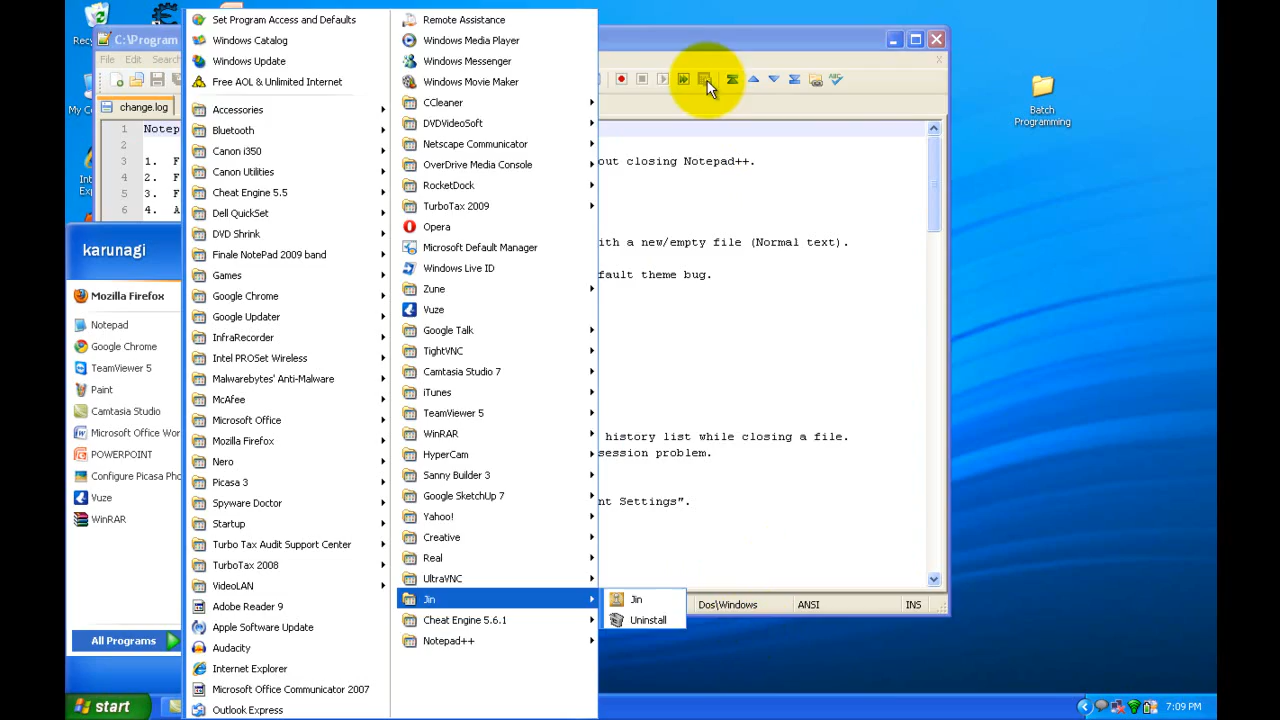 C:\Program
File Edit Search
change.log
1 Notep
2
3 1. F
4 2. F
5 3. F
6 4. A
out closing Notepad++.
ith a new/empty file (Normal text).
fault theme bug.
history list while closing a file.
session problem.
nt Settings".
Dos\Windows ANSI INS
Batch
Programming
karunagi
Mozilla Firefox
Notepad
Google Chrome
TeamViewer 5
Paint
Camtasia Studio
Microsoft Office Wor
POWERPOINT
Configure Picasa Pho
Vuze
WinRAR
All Programs
Set Program Access and Defaults
Windows Catalog
Windows Update
Free AOL & Unlimited Internet
Accessories
Bluetooth
Canon i350
Canon Utilities
Cheat Engine 5.5
Dell QuickSet
DVD Shrink
Finale NotePad 2009 band
Games
Google Chrome
Google Updater
InfraRecorder
Intel PROSet Wireless
Malwarebytes' Anti-Malware
McAfee
Microsoft Office
Mozilla Firefox
Nero
Picasa 3
Spyware Doctor
Startup
Turbo Tax Audit Support Center
TurboTax 2008
VideoLAN
Adobe Reader 9
Apple Software Update
Audacity
Internet Explorer
Microsoft Office Communicator 2007
Outlook Express
Remote Assistance
Windows Media Player
Windows Messenger
Windows Movie Maker
CCleaner
DVDVideoSoft
Netscape Communicator
OverDrive Media Console
RocketDock
TurboTax 2009
Opera
Microsoft Default Manager
Windows Live ID
Zune
Vuze
Google Talk
TightVNC
Camtasia Studio 7
iTunes
TeamViewer 5
WinRAR
HyperCam
Sanny Builder 3
Google SketchUp 7
Yahoo!
Creative
Real
UltraVNC
Jin
Cheat Engine 5.6.1
Notepad++
Jin
Uninstall
start
7:09 PM